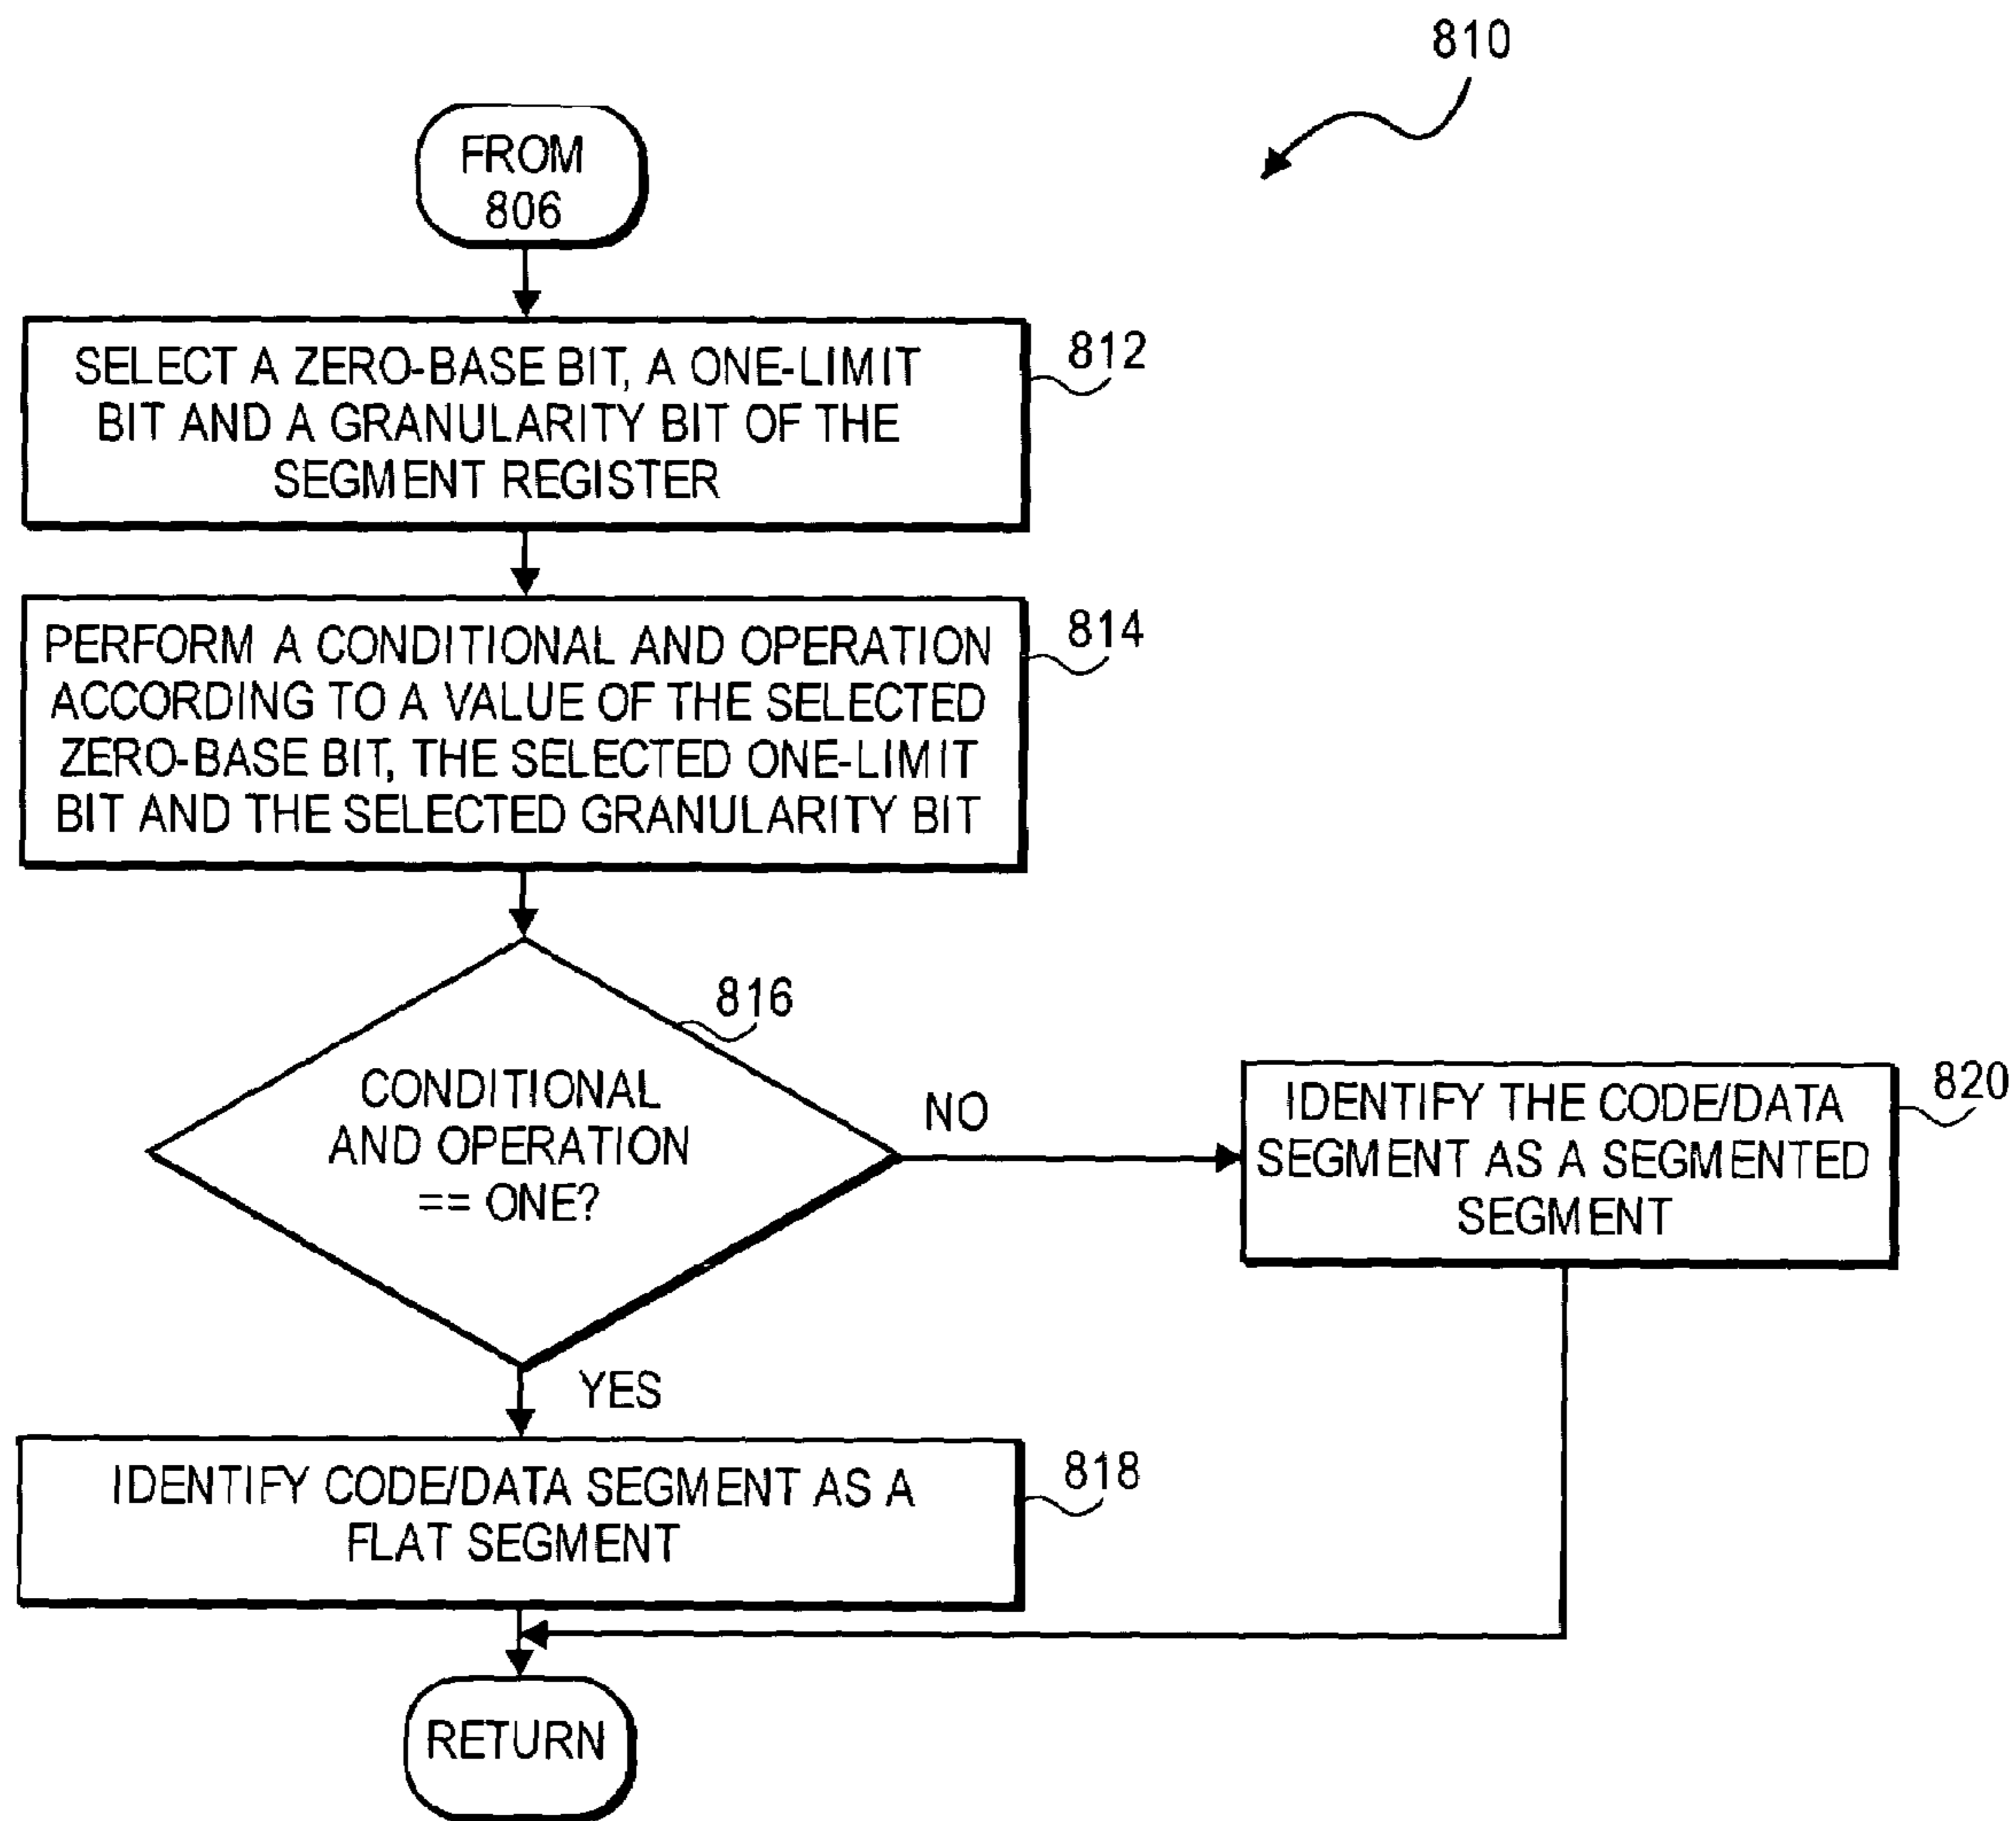 810
FROM
806
SELECT A ZERO-BASE BIT, A ONE-LIMIT
BIT AND A GRANULARITY BIT OF THE
SEGMENT REGISTER
812
PERFORM A CONDITIONAL AND OPERATION
ACCORDING TO A VALUE OF THE SELECTED
ZERO-BASE BIT, THE SELECTED ONE-LIMIT
BIT AND THE SELECTED GRANULARITY BIT
814
816
CONDITIONAL
AND OPERATION
== ONE?
NO
IDENTIFY THE CODE/DATA
SEGMENT AS A SEGMENTED
SEGMENT
820
YES
IDENTIFY CODE/DATA SEGMENT AS A
FLAT SEGMENT
818
RETURN